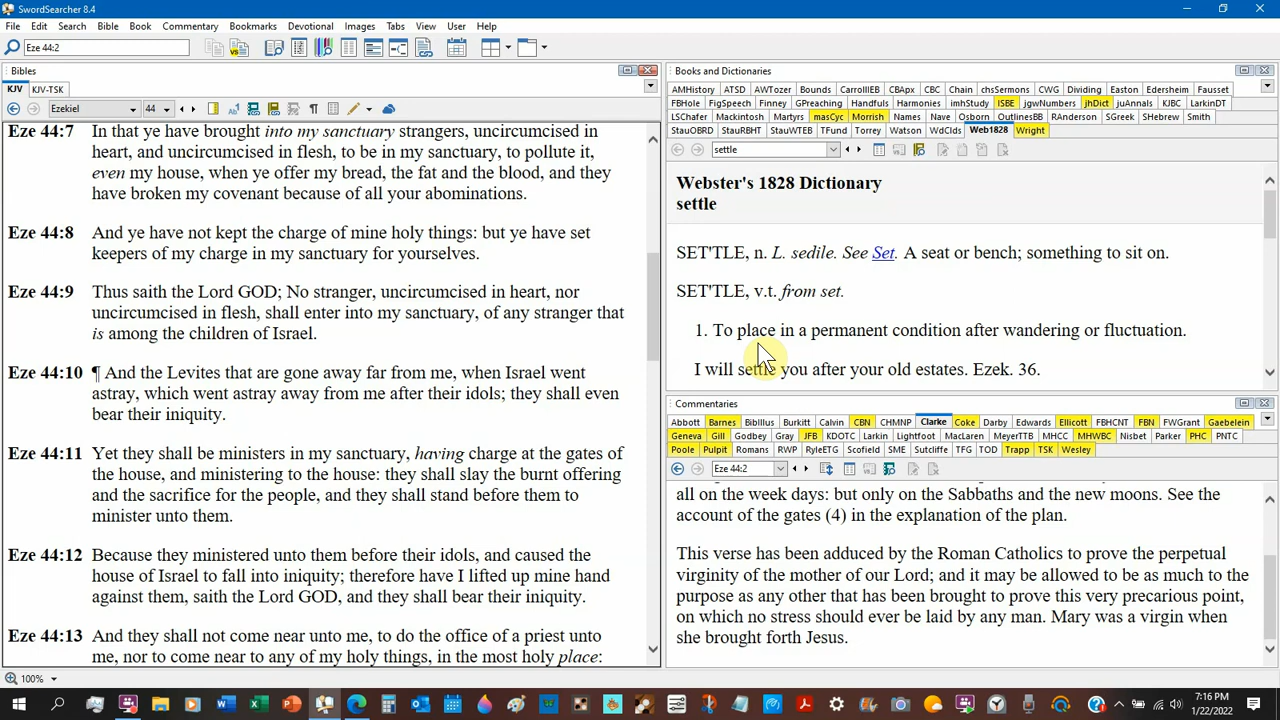 SwordSearcher 8.4
File Edit Search Bible Book Commentary Bookmarks Devotional Images Tabs View User Help
Eze 44:2
Bibles
KJV KJV-TSK
Ezekiel 44
Eze 44:7 In that ye have brought into my sanctuary strangers, uncircumcised in
heart, and uncircumcised in flesh, to be in my sanctuary, to pollute it,
even my house, when ye offer my bread, the fat and the blood, and they
have broken my covenant because of all your abominations.
Eze 44:8 And ye have not kept the charge of mine holy things: but ye have set
keepers of my charge in my sanctuary for yourselves.
Eze 44:9 Thus saith the Lord GOD; No stranger, uncircumcised in heart, nor
uncircumcised in flesh, shall enter into my sanctuary, of any stranger that
is among the children of Israel.
Eze 44:10 ¶ And the Levites that are gone away far from me, when Israel went
astray, which went astray away from me after their idols; they shall even
bear their iniquity.
Eze 44:11 Yet they shall be ministers in my sanctuary, having charge at the gates of
the house, and ministering to the house: they shall slay the burnt offering
and the sacrifice for the people, and they shall stand before them to
minister unto them.
Eze 44:12 Because they ministered unto them before their idols, and caused the
house of Israel to fall into iniquity; therefore have I lifted up mine hand
against them, saith the Lord GOD, and they shall bear their iniquity.
Eze 44:13 And they shall not come near unto me, to do the office of a priest unto
me, nor to come near to any of my holy things, in the most holy place:
100%
Books and Dictionaries
AMHistory ATSD AWTozer Bounds CarrollEIB CBApx CBC Chain chsSermons CWG Dividing Easton Edersheim Fausset
FBHole FigSpeech Finney GPreaching Handfuls Harmonies imhStudy ISBE jgwNumbers jhDict juAnnals KJC LarkinDT
LSChafer Mackintosh Martyrs masCyc Morrish Names Nave Osborn OutlinesBB RAnderson SGreek SHebrew Smith
StauOBRD StauRBHT StauWTEB TFund Torrey Watson WdClds Web1828 Wright
settle
Webster's 1828 Dictionary
settle
SET'TLE, n. L. sedile. See Set. A seat or bench; something to sit on.
SET'TLE, v.t. from set.
1. To place in a permanent condition after wandering or fluctuation.
I will settle you after your old estates. Ezek. 36.
Commentaries
Abbott Barnes BibIllus Burkitt Calvin CBN CHMNP Clarke Coke Darby Edwards Ellicott FBHCNT FBN FWGrant Gaebelein
Geneva Gill Godbey Gray JFB KDOTC Larkin Lightfoot MacLaren MeyerTTB MHCC MHWBC Nisbet Parker PHC PNTC
Poole Pulpit Romans RWP RyleETG Scofield SME Sutcliffe TFG TOD Trapp TSK Wesley
Eze 44:2
all on the week days: but only on the Sabbaths and the new moons. See the
account of the gates (4) in the explanation of the plan.
This verse has been adduced by the Roman Catholics to prove the perpetual
virginity of the mother of our Lord; and it may be allowed to be as much to the
purpose as any other that has been brought to prove this very precarious point,
on which no stress should ever be laid by any man. Mary was a virgin when
she brought forth Jesus.
7:16 PM
1/22/2022